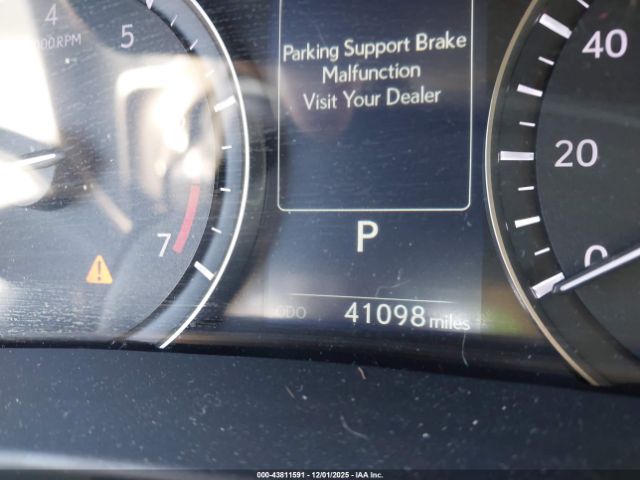 4
5
000 RPM
7
Parking Support Brake
Malfunction
Visit Your Dealer
P
ODO 41098 miles
40
20
0
000-43811591 - 12/01/2025 - IAA Inc.